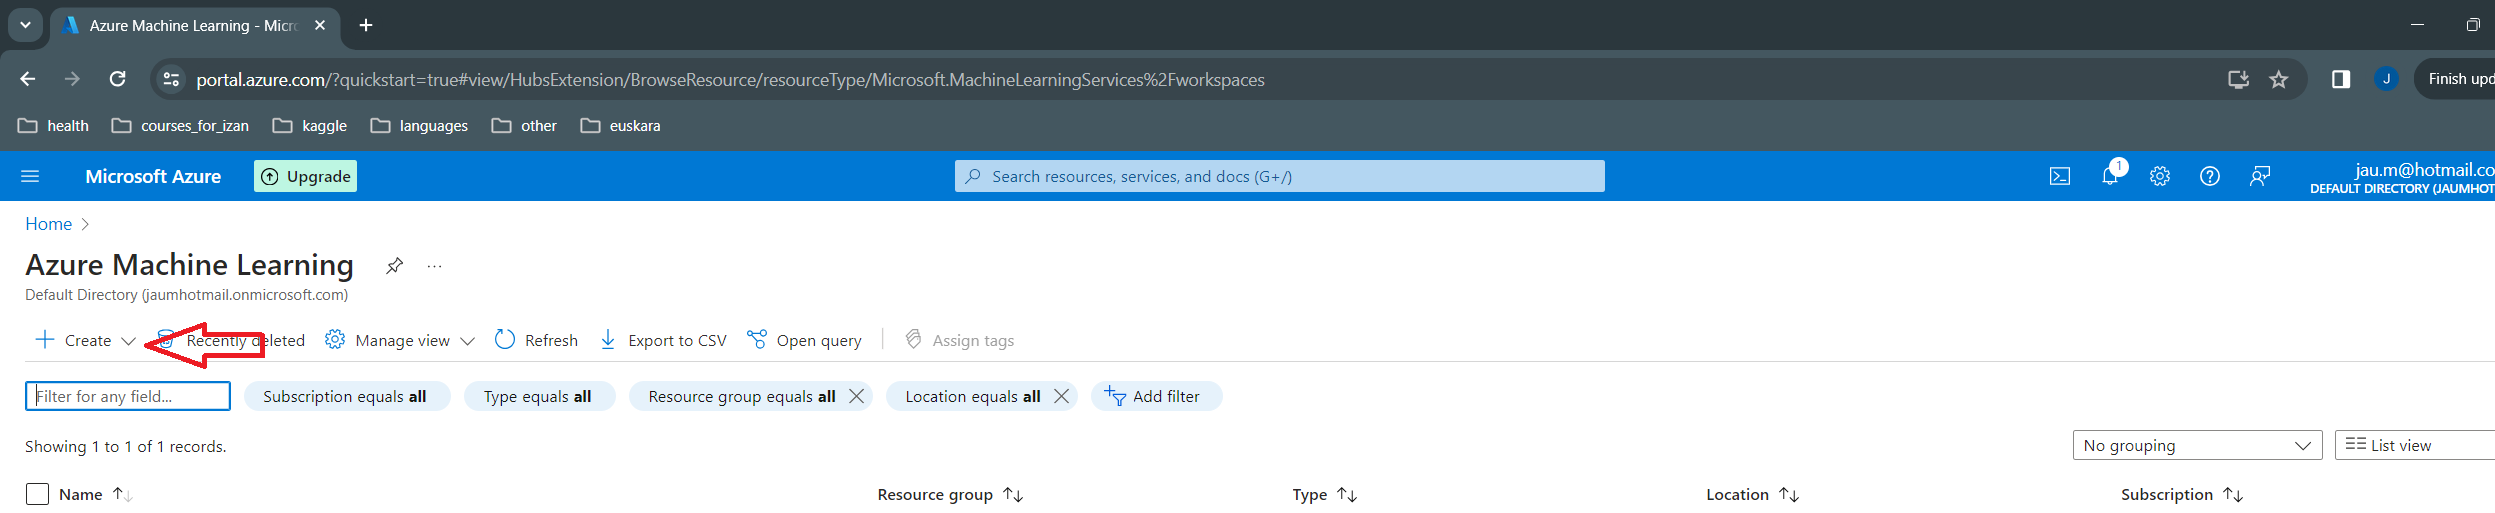 Azure Machine Learning - Micro
portal.azure.com/?quickstart=true#view/HubsExtension/BrowseResource/resourceType/Microsoft.MachineLearningServices%2Fworkspaces
J
Finish upd
health courses_for_izan kaggle languages other euskara
Microsoft Azure Upgrade Search resources, services, and docs (G+/) 1 jau.m@hotmail.co
DEFAULT DIRECTORY (JAUMHOT
Home >
Azure Machine Learning ...
Default Directory (jaumhotmail.onmicrosoft.com)
+ Create Recently deleted Manage view Refresh Export to CSV Open query Assign tags
Filter for any field... Subscription equals all Type equals all Resource group equals all Location equals all Add filter
Showing 1 to 1 of 1 records. No grouping List view
Name Resource group Type Location Subscription